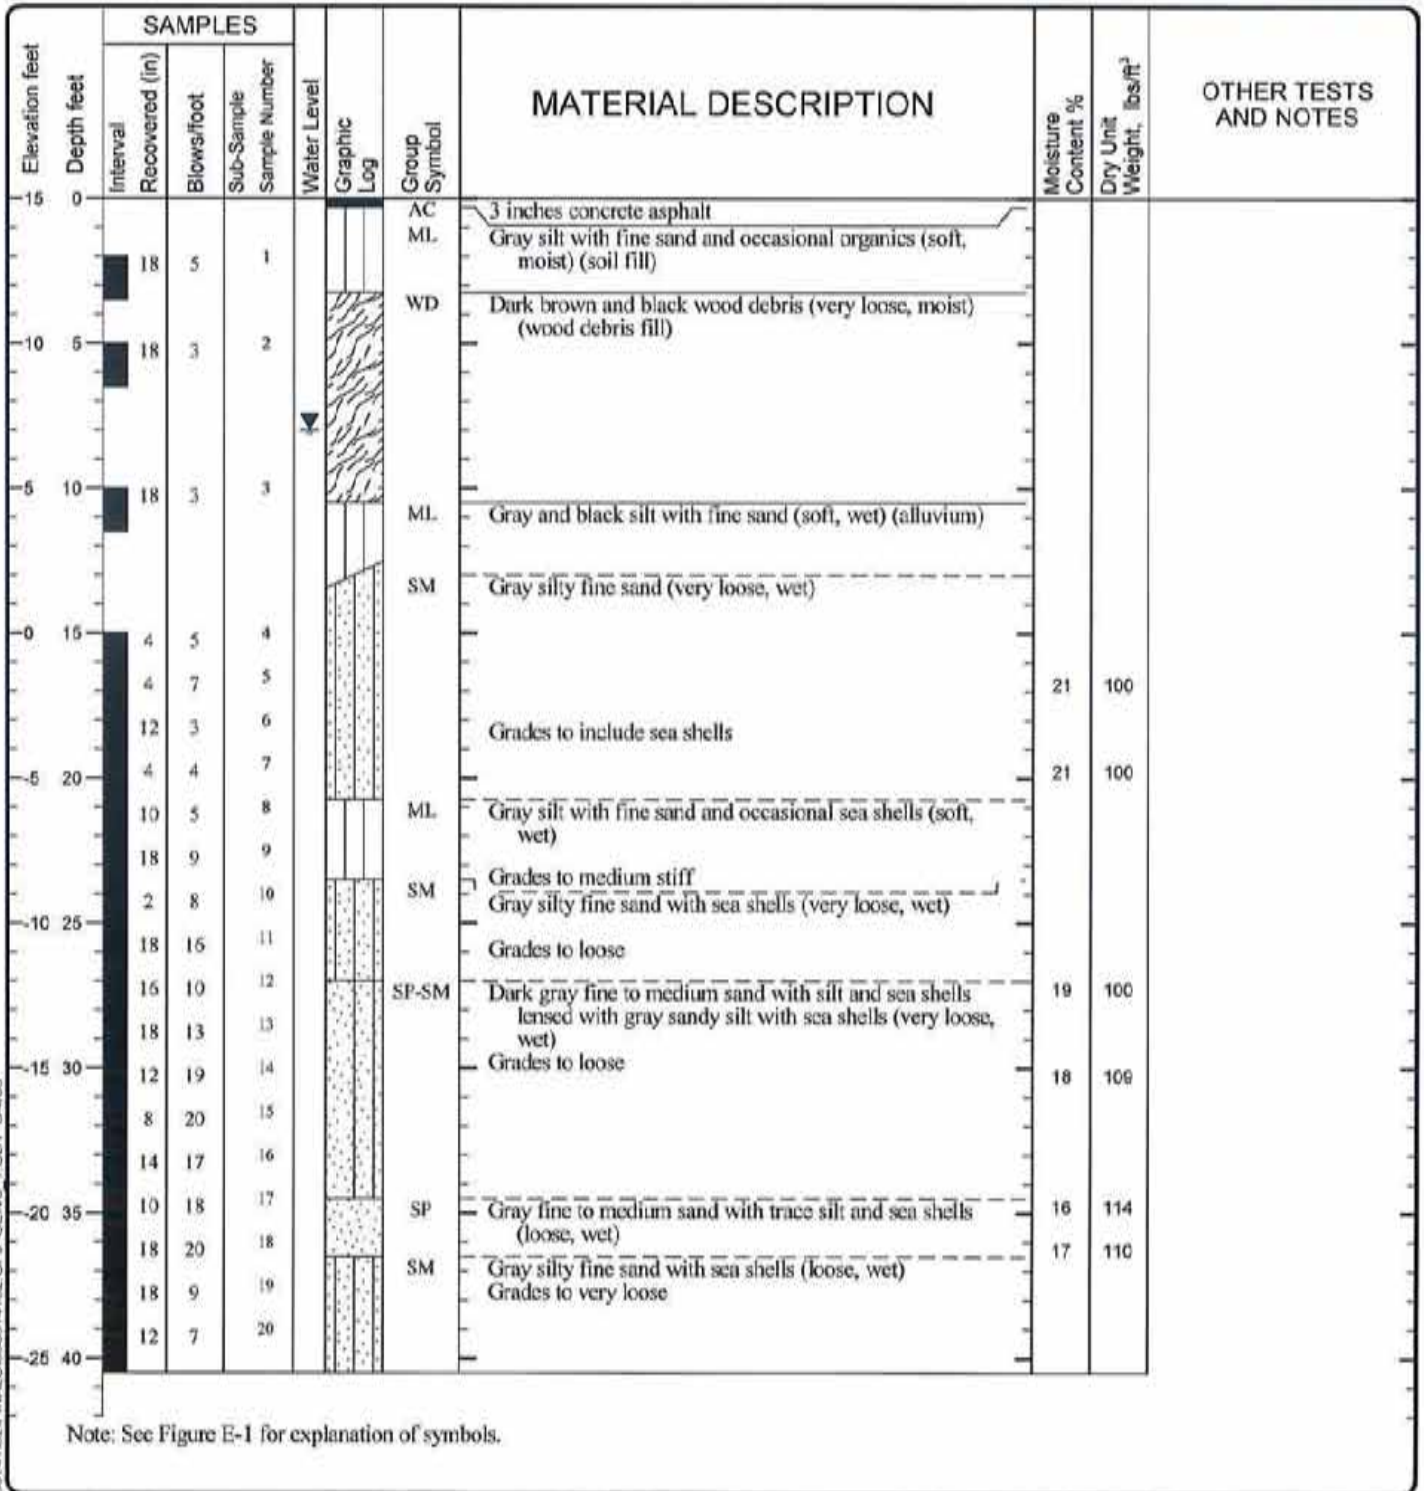 SAMPLES
Elevation feet
Depth feet
Interval
Recovered (in)
Blows/foot
Sub-Sample
Sample Number
Water Level
Graphic
Log
Group
Symbol
MATERIAL DESCRIPTION
Moisture
Content %
Dry Unit
Weight, lbs/ft³
OTHER TESTS
AND NOTES
15 0
AC 3 inches concrete asphalt
ML Gray silt with fine sand and occasional organics (soft,
18 5 1 moist) (soil fill)
WD Dark brown and black wood debris (very loose, moist)
(wood debris fill)
10 5 18 3 2
5 10 18 3 3
ML Gray and black silt with fine sand (soft, wet) (alluvium)
SM Gray silty fine sand (very loose, wet)
0 15 4 5 4
4 7 5 21 100
12 3 6 Grades to include sea shells
-5 20 4 4 7 21 100
10 5 8 ML Gray silt with fine sand and occasional sea shells (soft,
wet)
18 9 9
Grades to medium stiff
2 8 10 SM Gray silty fine sand with sea shells (very loose, wet)
-10 25
18 16 11 Grades to loose
16 10 12 SP-SM Dark gray fine to medium sand with silt and sea shells 19 100
lensed with gray sandy silt with sea shells (very loose,
18 13 13 wet)
-15 30 12 19 14 Grades to loose 18 109
8 20 15
14 17 16
-20 35 10 18 17 SP Gray fine to medium sand with trace silt and sea shells 16 114
(loose, wet)
18 20 18 17 110
SM Gray silty fine sand with sea shells (loose, wet)
18 9 19 Grades to very loose
12 7 20
-25 40
Note: See Figure E-1 for explanation of symbols.